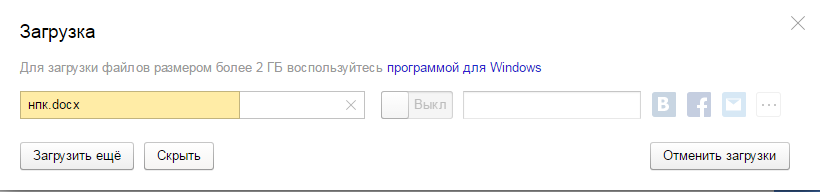 Загрузка
Для загрузки файлов размером более 2 ГБ воспользуйтесь программой для Windows
нпк.docx Выкл
Загрузить ещё Скрыть Отменить загрузки